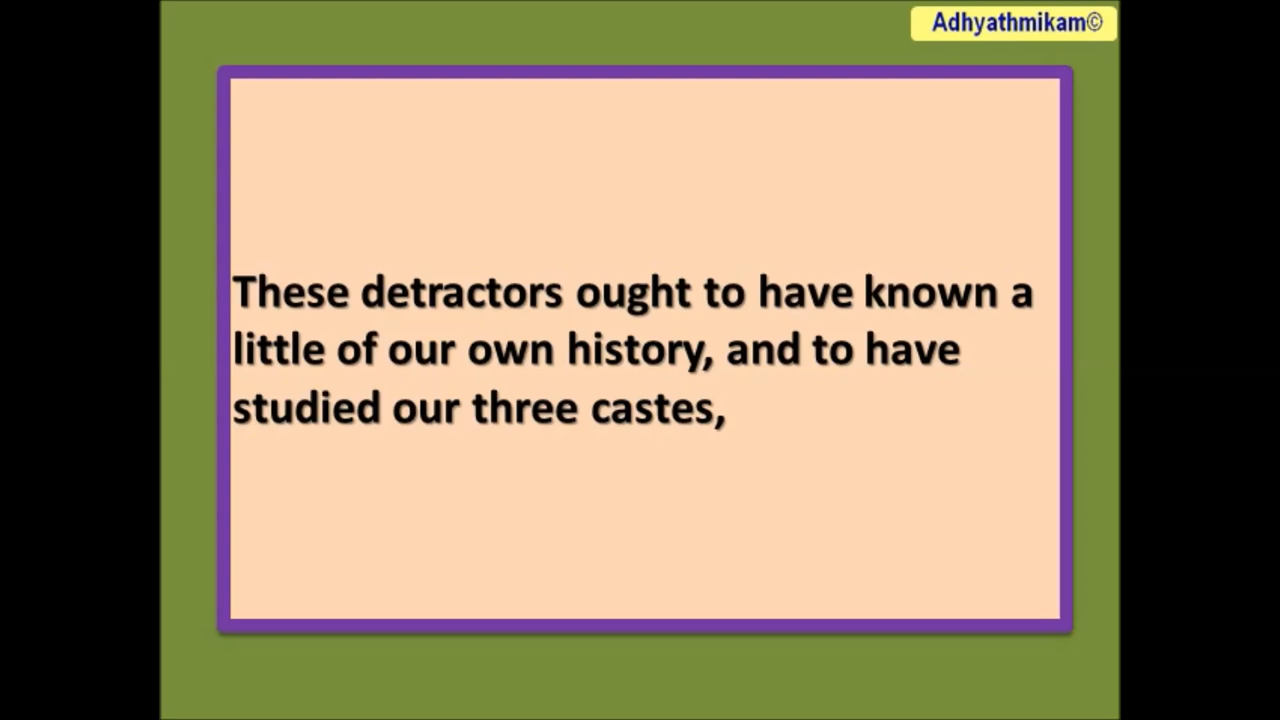 Adhyathmikam©
These detractors ought to have known a
little of our own history, and to have
studied our three castes,